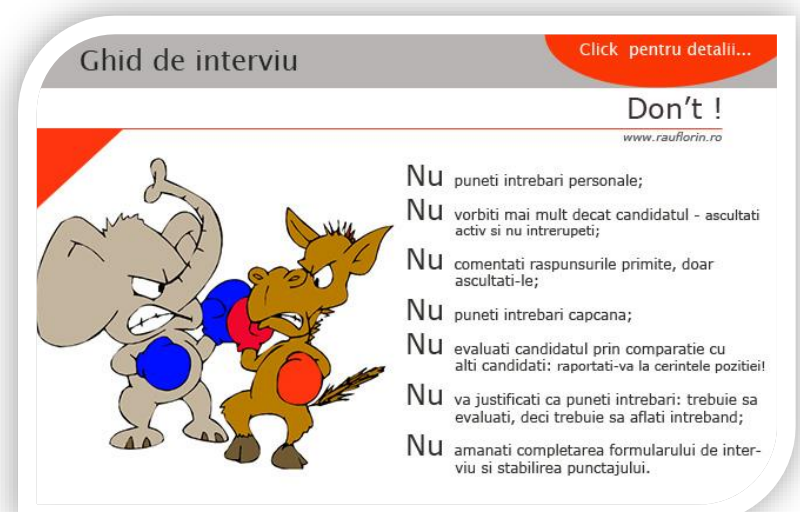 Ghid de interviu
Click pentru detalii...
Don't !
www.rauflorin.ro
Nu puneti intrebari personale;
Nu vorbiti mai mult decat candidatul - ascultati
activ si nu intrerupeti;
Nu comentati raspunsurile primite, doar
ascultati-le;
Nu puneti intrebari capcana;
Nu evaluati candidatul prin comparatie cu
alti candidati: raportati-va la cerintele pozitiei!
Nu va justificati ca puneti intrebari: trebuie sa
evaluati, deci trebuie sa aflati intreband;
Nu amanati completarea formularului de inter-
viu si stabilirea punctajului.